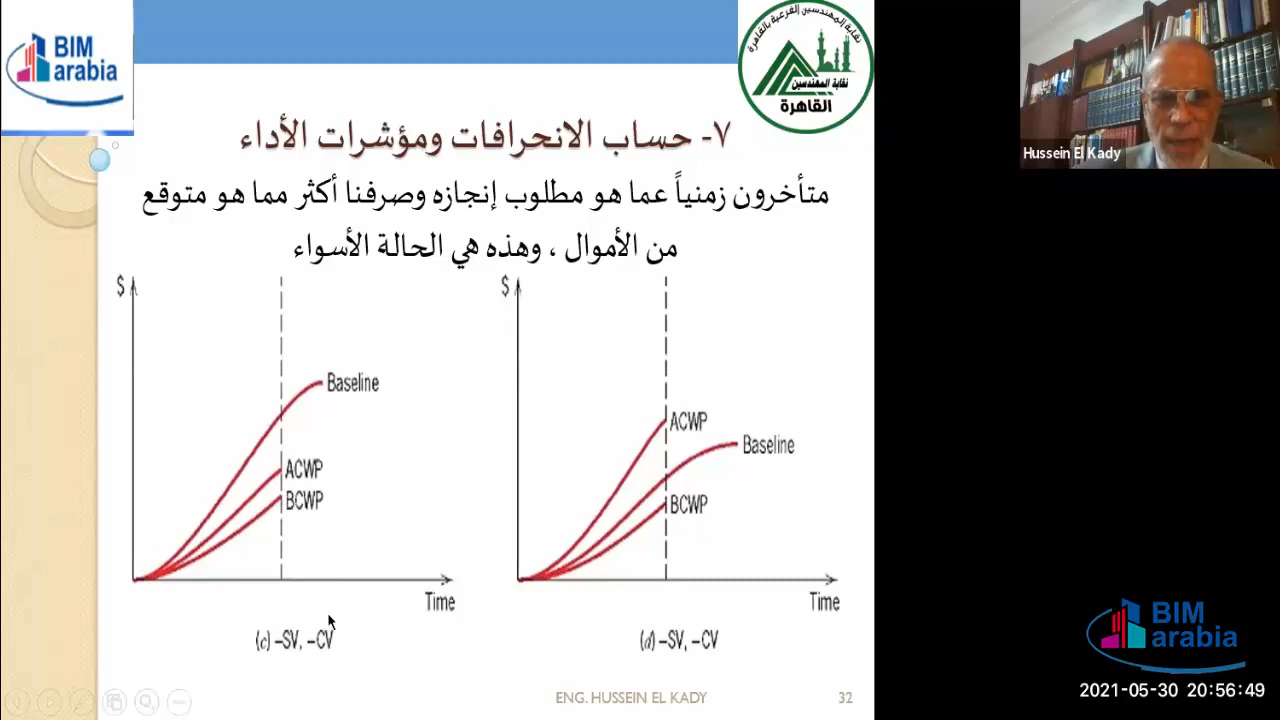 BIM
arabia
نقابة المهندسين الفرعية بالقاهرة
نقابة المهندسين
القاهرة
٧- حساب الانحرافات ومؤشرات الأداء
متأخرون زمنياً عما هو مطلوب إنجازه وصرفنا أكثر مما هو متوقع
من الأموال ، وهذه هي الحالة الأسواء
$
Baseline
ACWP
BCWP
Time
(c) –SV, –CV
$
ACWP
Baseline
BCWP
Time
(d) –SV, –CV
ENG. HUSSEIN EL KADY
32
Hussein El Kady
BIM
arabia
2021-05-30 20:56:49